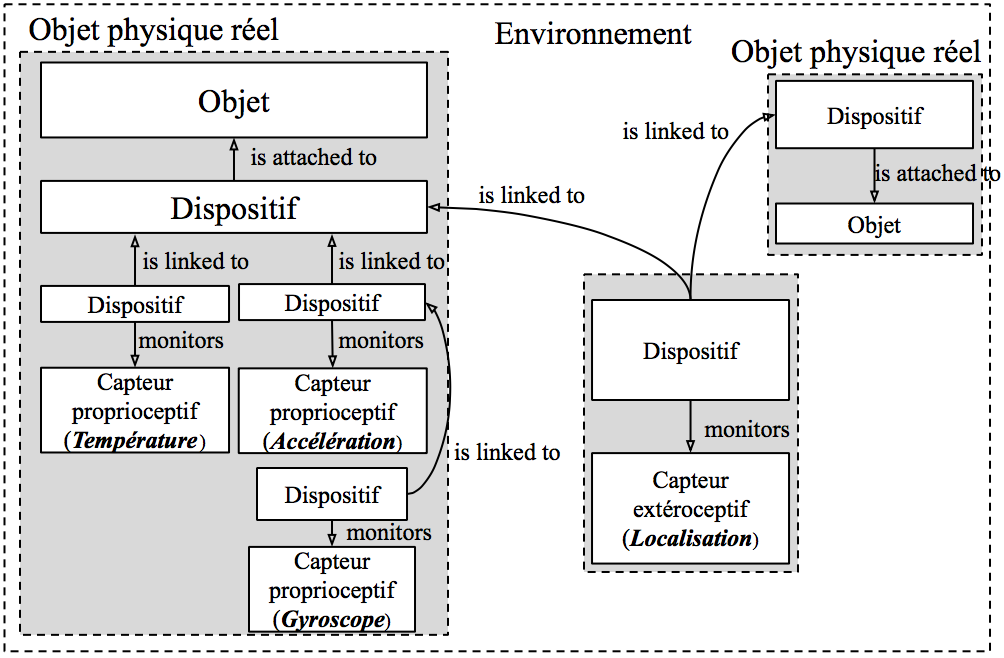 Objet physique réel
Environnement
Objet physique réel
Objet
is attached to
Dispositif
is linked to
is linked to
Dispositif
Dispositif
monitors
monitors
Capteur
proprioceptif
(Température)
Capteur
proprioceptif
(Accélération)
is linked to
Dispositif
monitors
Capteur
proprioceptif
(Gyroscope)
is linked to
is linked to
Dispositif
is attached to
Objet
Dispositif
monitors
Capteur
extéroceptif
(Localisation)